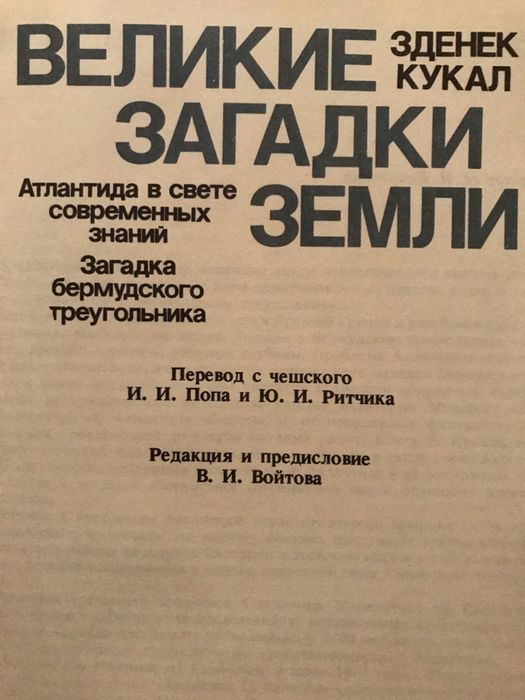 ВЕЛИКИЕ
ЗДЕНЕК
КУКАЛ
ЗАГАДКИ
ЗЕМЛИ
Атлантида в свете
современных
знаний
Загадка
бермудского
треугольника
Перевод с чешского
И. И. Попа и Ю. И. Ритчика
Редакция и предисловие
В. И. Войтова